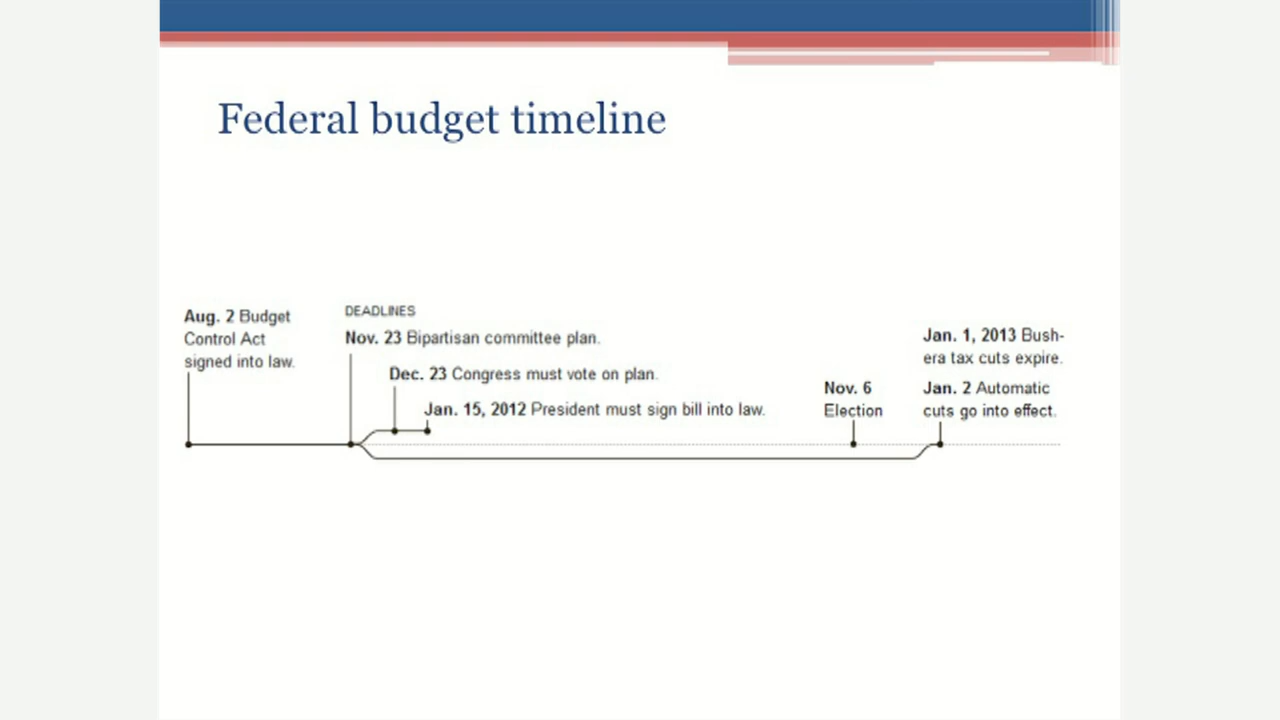 Federal budget timeline
Aug. 2 Budget
Control Act
signed into law.
DEADLINES
Nov. 23 Bipartisan committee plan.
Dec. 23 Congress must vote on plan.
Jan. 15, 2012 President must sign bill into law.
Nov. 6
Election
Jan. 1, 2013 Bush-
era tax cuts expire.
Jan. 2 Automatic
cuts go into effect.